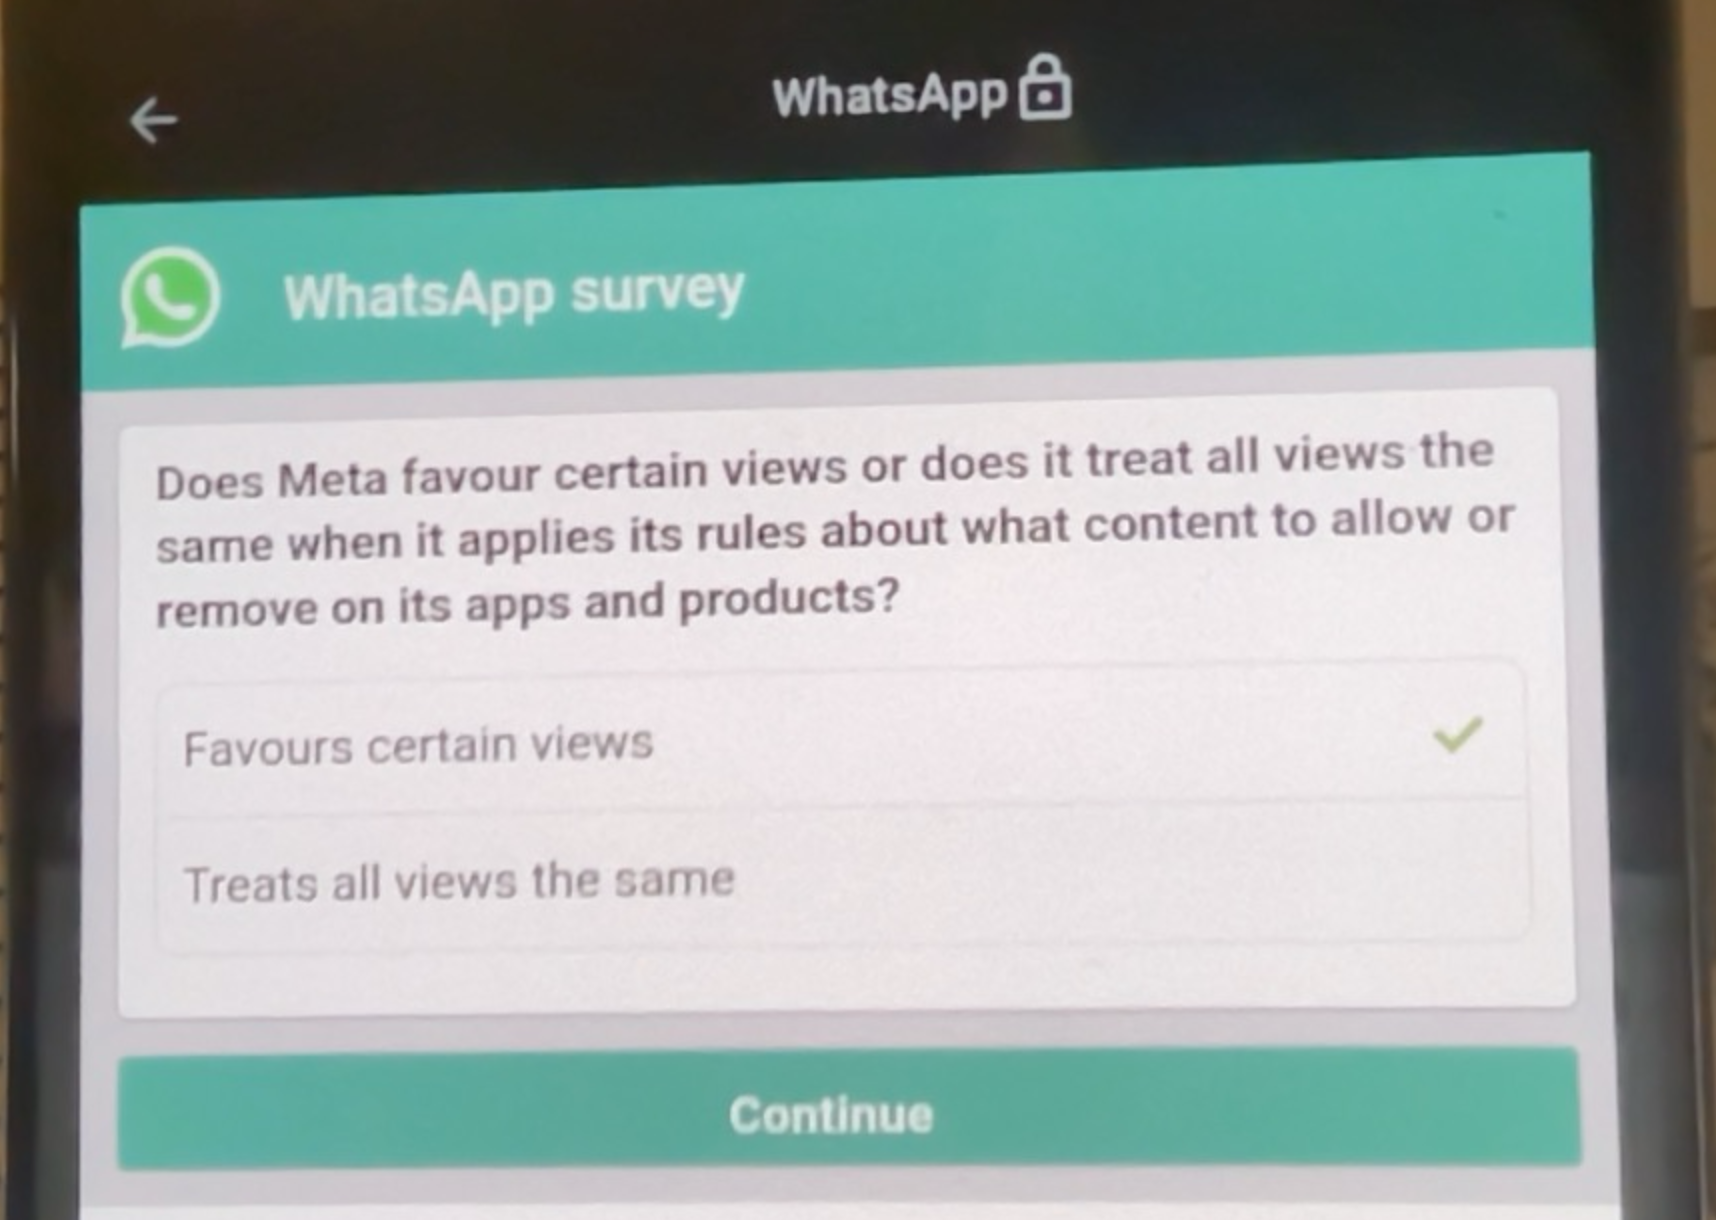 WhatsApp
WhatsApp survey
Does Meta favour certain views or does it treat all views the
same when it applies its rules about what content to allow or
remove on its apps and products?
Favours certain views
Treats all views the same
Continue